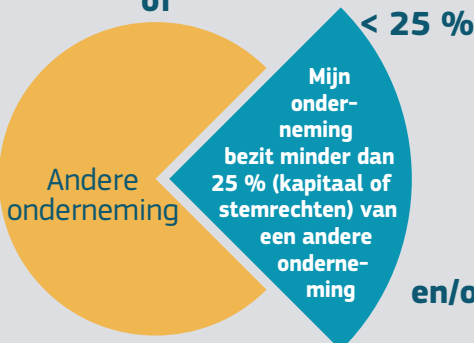 of
< 25 %
Mijn
onder-
neming
bezit minder dan
25 % (kapitaal of
stemrechten) van
een andere
onderne-
ming
Andere
onderneming
en/o